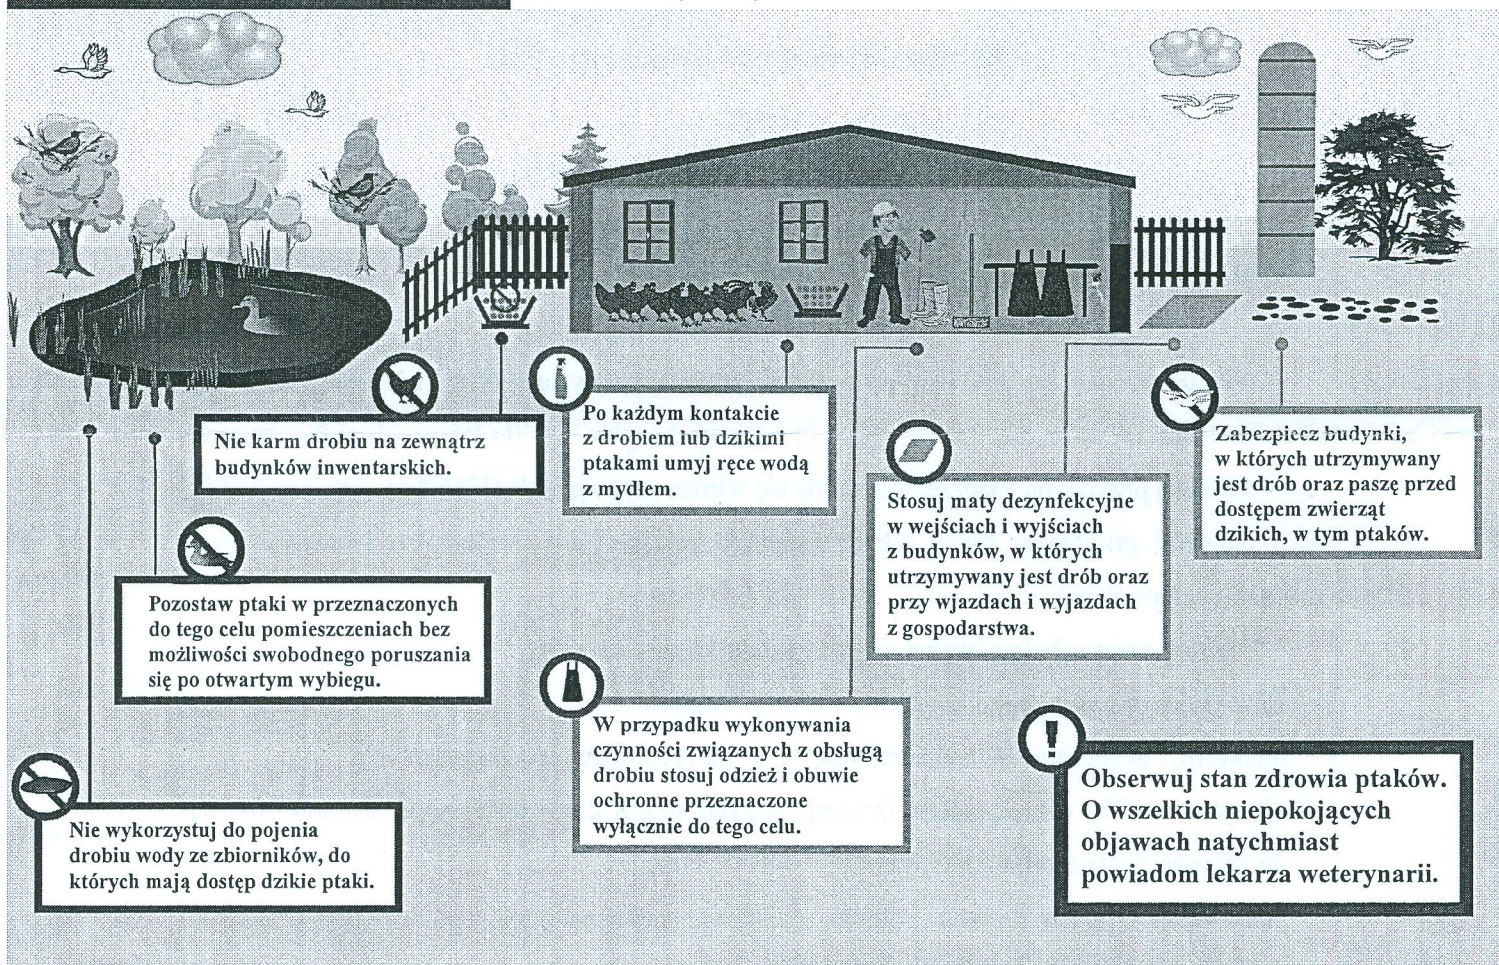 Nie karm drobiu na zewnątrz
budynków inwentarskich.
Po każdym kontakcie
z drobiem lub dzikimi
ptakami umyj ręce wodą
z mydłem.
Zabezpiecz budynki,
w których utrzymywany
jest drób oraz paszę przed
dostępem zwierząt
dzikich, w tym ptaków.
Stosuj maty dezynfekcyjne
w wejściach i wyjściach
z budynków, w których
utrzymywany jest drób oraz
przy wjazdach i wyjazdach
z gospodarstwa.
Pozostaw ptaki w przeznaczonych
do tego celu pomieszczeniach bez
możliwości swobodnego poruszania
się po otwartym wybiegu.
W przypadku wykonywania
czynności związanych z obsługą
drobiu stosuj odzież i obuwie
ochronne przeznaczone
wyłącznie do tego celu.
Nie wykorzystuj do pojenia
drobiu wody ze zbiorników, do
których mają dostęp dzikie ptaki.
!
Obserwuj stan zdrowia ptaków.
O wszelkich niepokojących
objawach natychmiast
powiadom lekarza weterynarii.